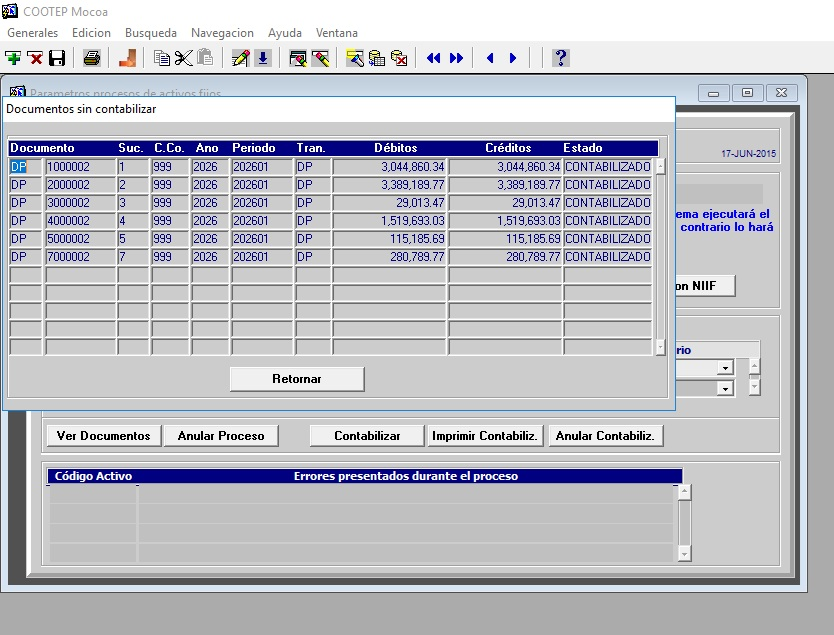 COOTEP Mocoa
Generales Edicion Busqueda Navegacion Ayuda Ventana
Parametros procesos de activos fijos
Documentos sin contabilizar
17-JUN-2015
Documento Suc. C.Co. Ano Periodo Tran. Débitos Créditos Estado
DP 1000002 1 999 2026 202601 DP 3,044,860.34 3,044,860.34 CONTABILIZADO
DP 2000002 2 999 2026 202601 DP 3,389,189.77 3,389,189.77 CONTABILIZADO
DP 3000002 3 999 2026 202601 DP 29,013.47 29,013.47 CONTABILIZADO
DP 4000002 4 999 2026 202601 DP 1,519,693.03 1,519,693.03 CONTABILIZADO
DP 5000002 5 999 2026 202601 DP 115,185.69 115,185.69 CONTABILIZADO
DP 7000002 7 999 2026 202601 DP 280,789.77 280,789.77 CONTABILIZADO
ema ejecutará el
contrario lo hará
on NIIF
rio
Retornar
Ver Documentos Anular Proceso Contabilizar Imprimir Contabiliz. Anular Contabiliz.
Código Activo Errores presentados durante el proceso